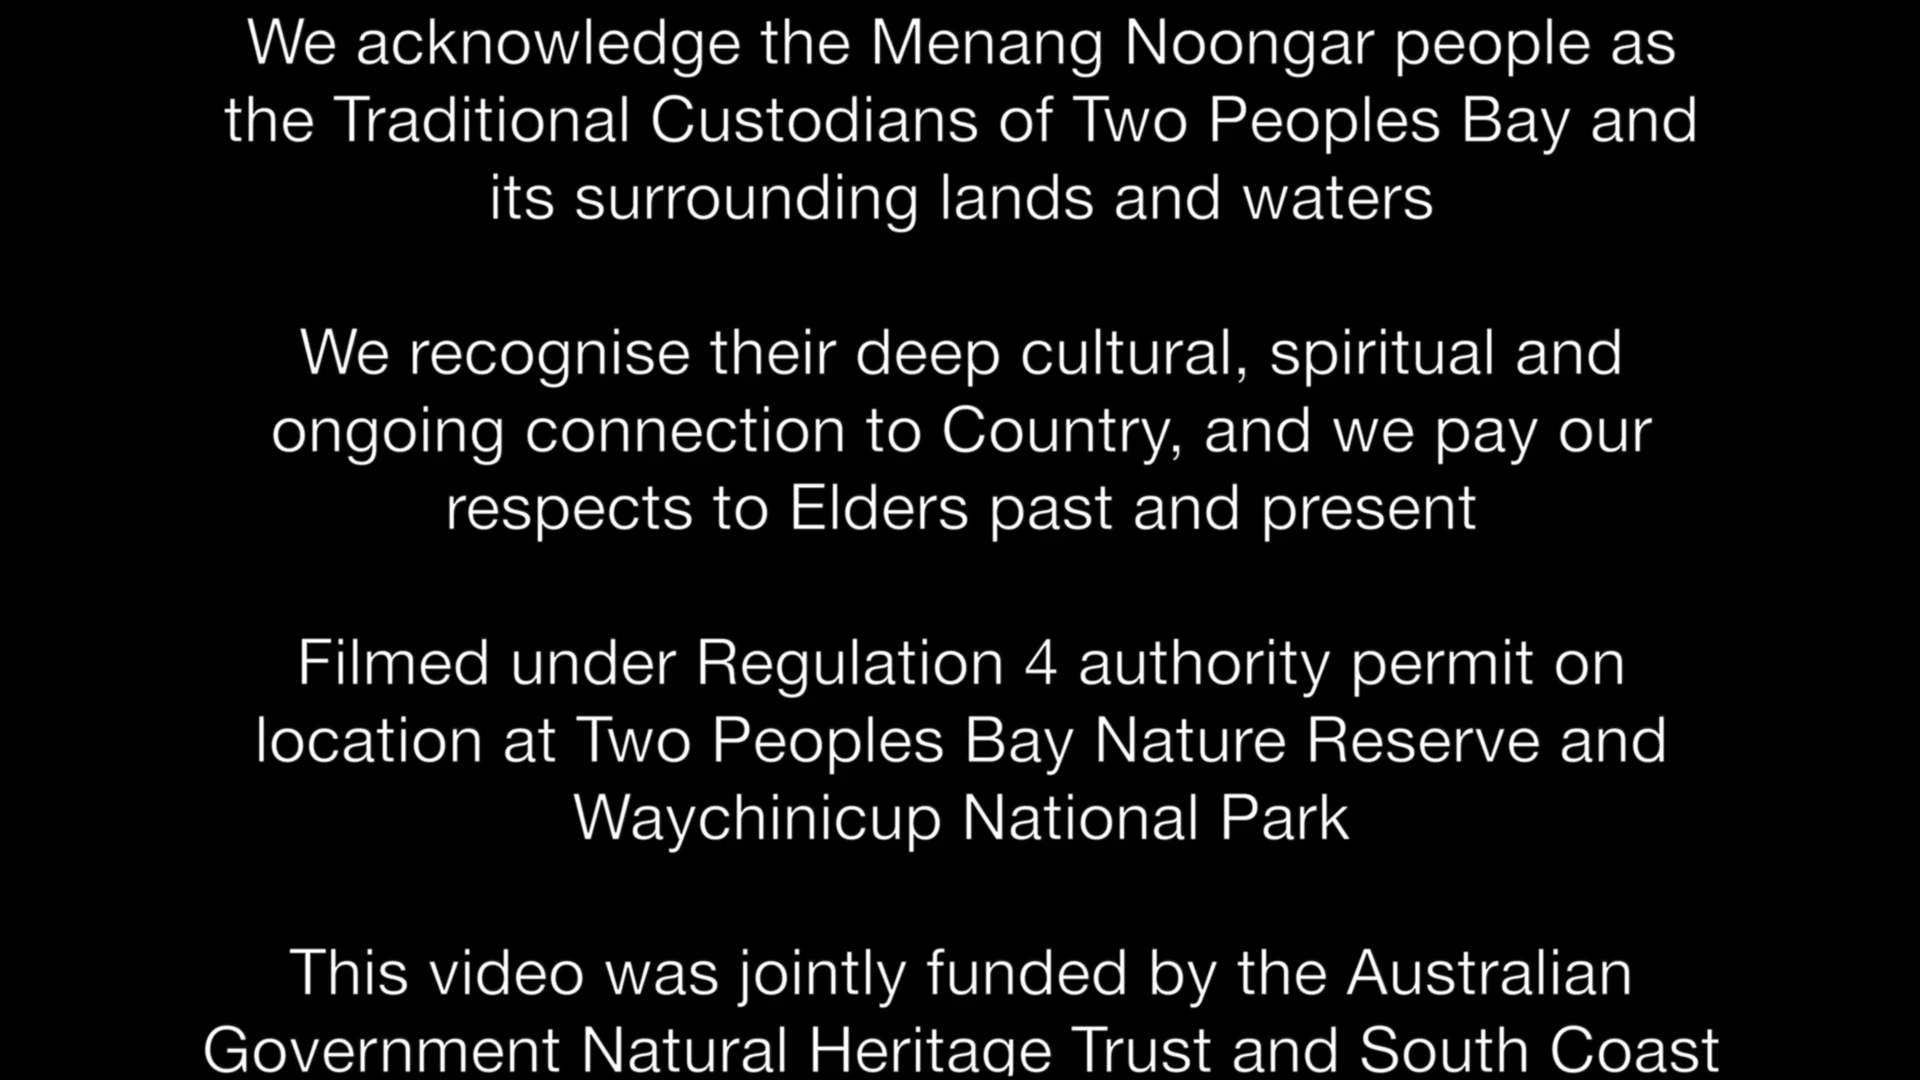 We acknowledge the Menang Noongar people as
the Traditional Custodians of Two Peoples Bay and
its surrounding lands and waters
We recognise their deep cultural, spiritual and
ongoing connection to Country, and we pay our
respects to Elders past and present
Filmed under Regulation 4 authority permit on
location at Two Peoples Bay Nature Reserve and
Waychinicup National Park
This video was jointly funded by the Australian
Government Natural Heritage Trust and South Coast